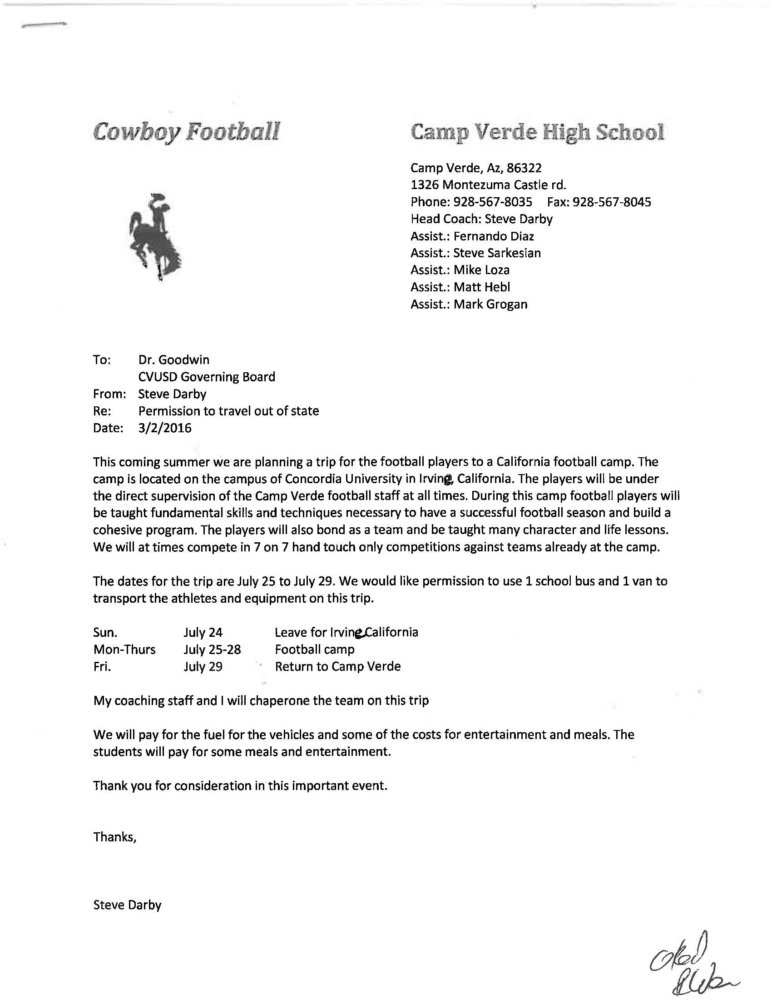 Cowboy Football
Camp Verde High School
Camp Verde, Az, 86322
1326 Montezuma Castle rd.
Phone: 928-567-8035 Fax: 928-567-8045
Head Coach: Steve Darby
Assist.: Fernando Diaz
Assist.: Steve Sarkesian
Assist.: Mike Loza
Assist.: Matt Hebl
Assist.: Mark Grogan
To: Dr. Goodwin
CVUSD Governing Board
From: Steve Darby
Re: Permission to travel out of state
Date: 3/2/2016
This coming summer we are planning a trip for the football players to a California football camp. The
camp is located on the campus of Concordia University in Irvine, California. The players will be under
the direct supervision of the Camp Verde football staff at all times. During this camp football players will
be taught fundamental skills and techniques necessary to have a successful football season and build a
cohesive program. The players will also bond as a team and be taught many character and life lessons.
We will at times compete in 7 on 7 hand touch only competitions against teams already at the camp.
The dates for the trip are July 25 to July 29. We would like permission to use 1 school bus and 1 van to
transport the athletes and equipment on this trip.
Sun. July 24 Leave for Irvine, California
Mon-Thurs July 25-28 Football camp
Fri. July 29 Return to Camp Verde
My coaching staff and I will chaperone the team on this trip
We will pay for the fuel for the vehicles and some of the costs for entertainment and meals. The
students will pay for some meals and entertainment.
Thank you for consideration in this important event.
Thanks,
Steve Darby
oked